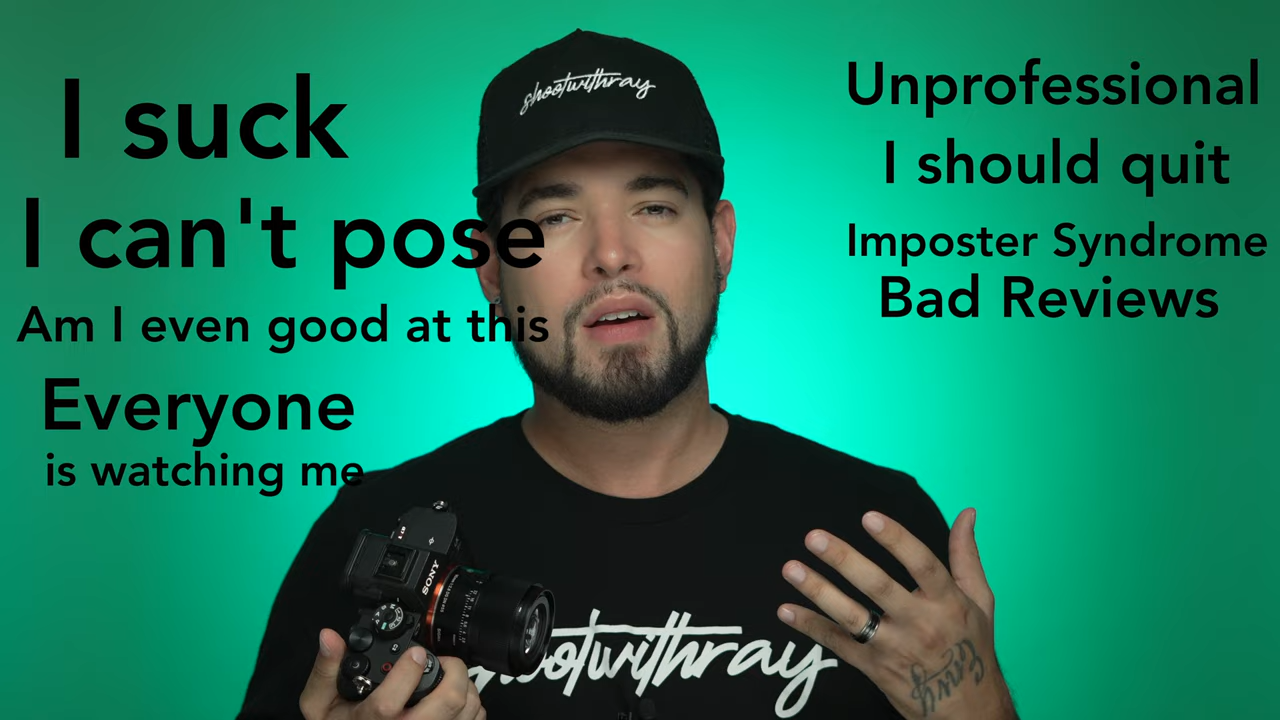 I suck
I can't pose
Am I even good at this
Everyone
is watching me
Unprofessional
I should quit
Imposter Syndrome
Bad Reviews
shootwithray
SONY
shootwithray